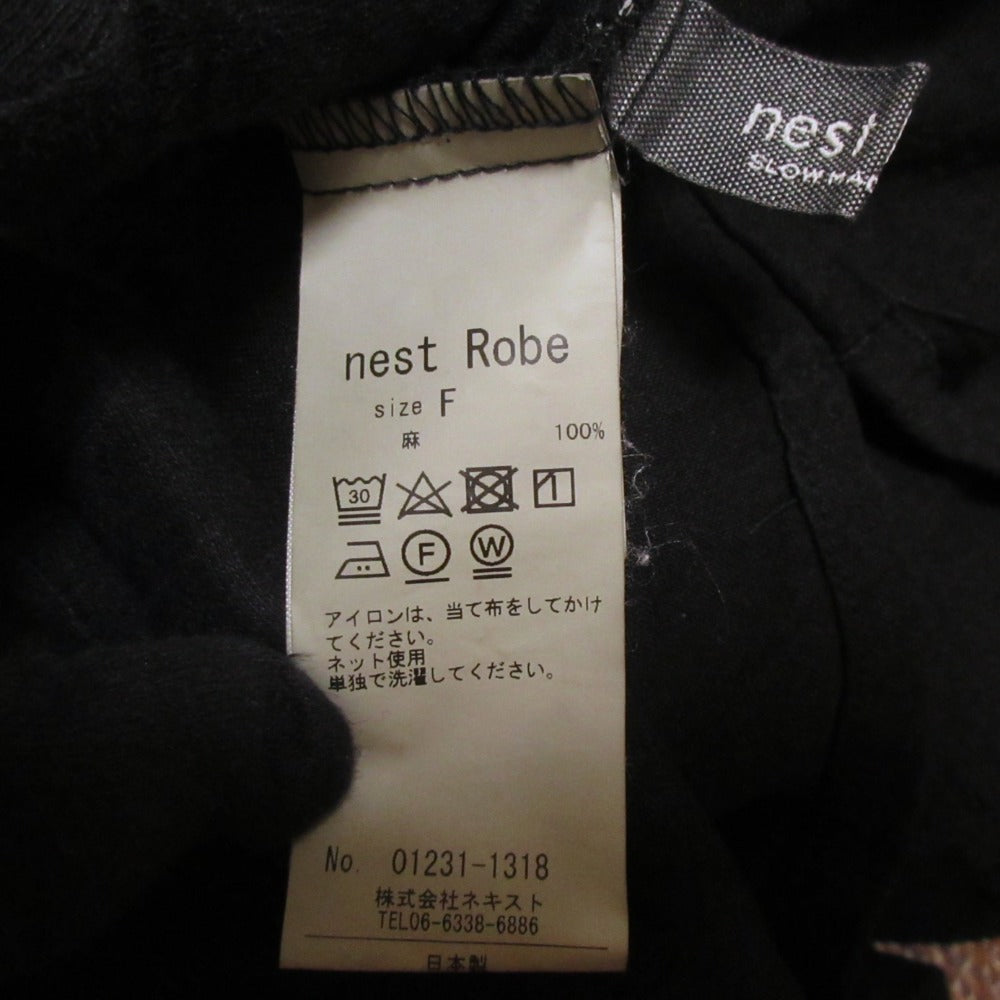 nest
SLOW MA
nest Robe
size F
麻 100%
30
F W
アイロンは、当て布をしてかけ
てください。
ネット使用
単独で洗濯してください。
No. 01231-1318
株式会社ネキスト
TEL06-6338-6886
日本製